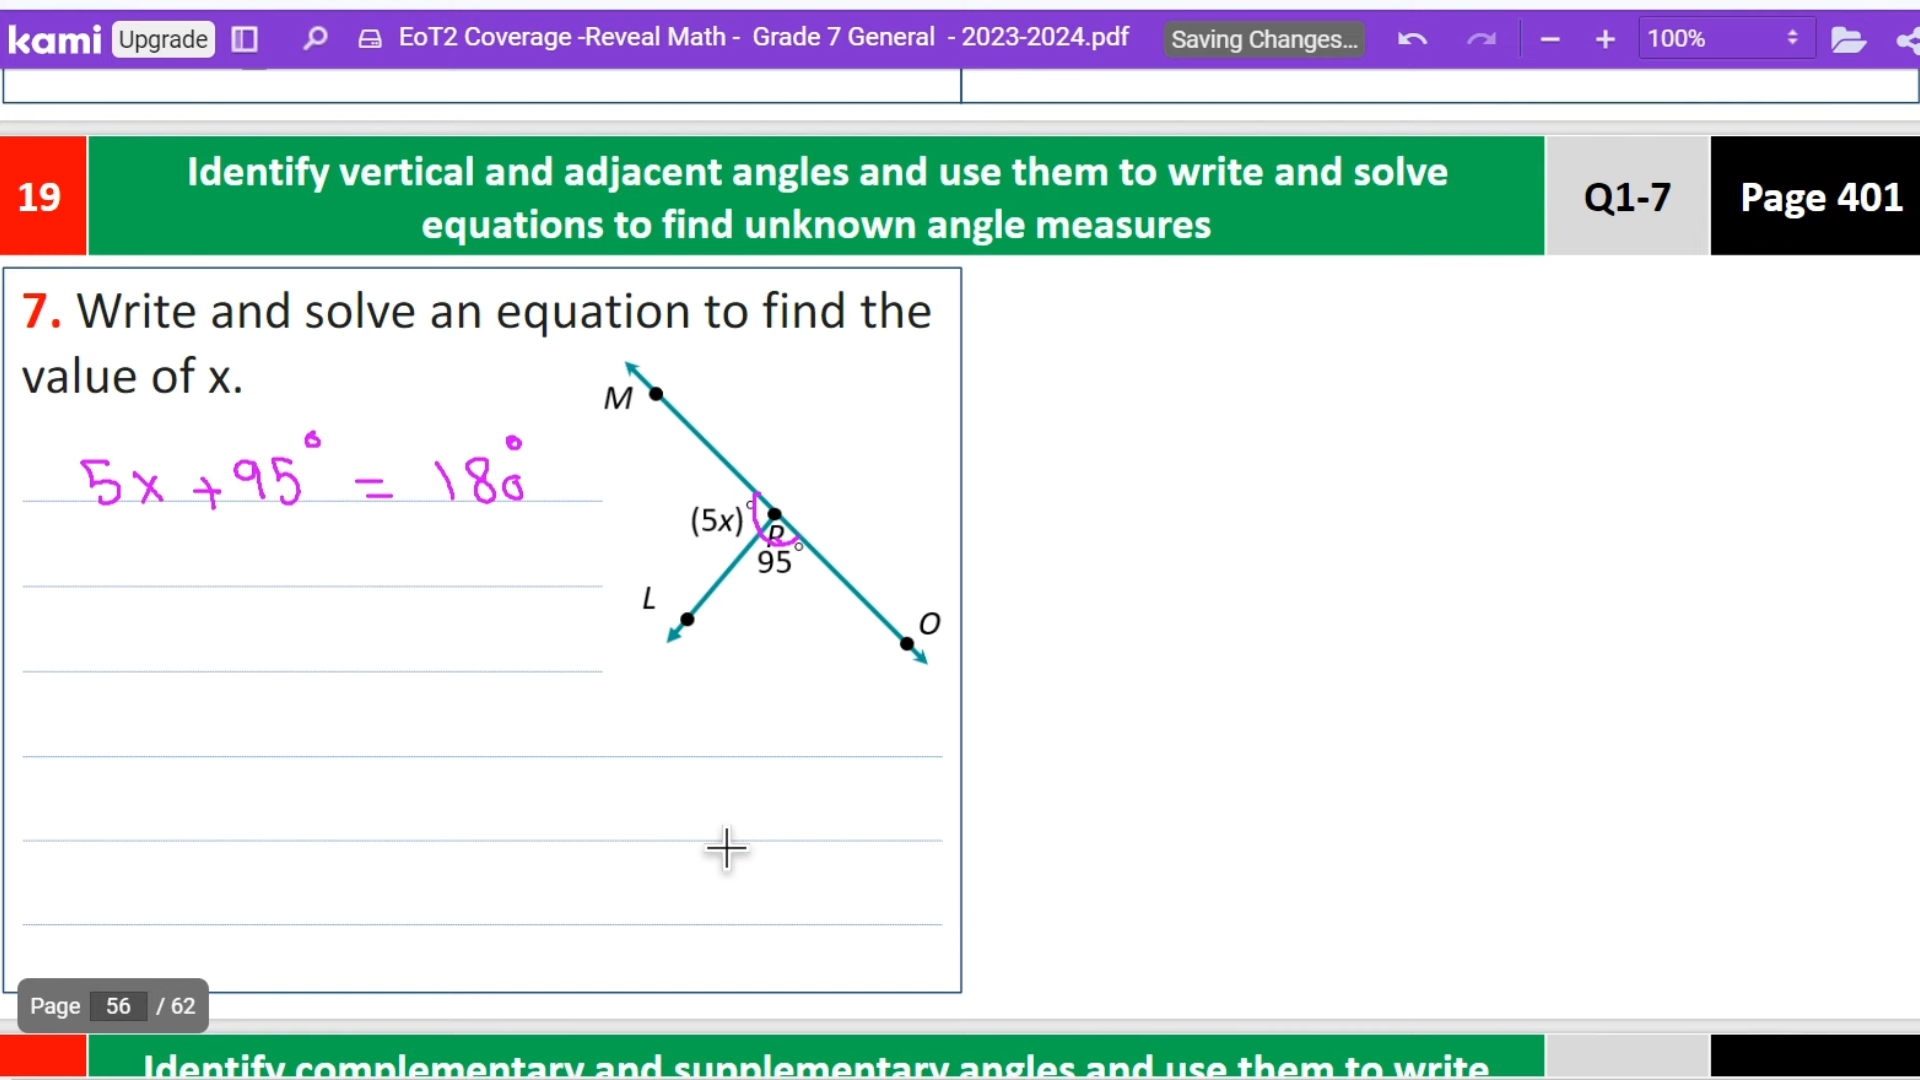 kami Upgrade EoT2 Coverage -Reveal Math - Grade 7 General - 2023-2024.pdf Saving Changes... 100%
19
Identify vertical and adjacent angles and use them to write and solve
equations to find unknown angle measures
Q1-7
Page 401
7. Write and solve an equation to find the
value of x.
M
5x + 95° = 180°
(5x)°
R
95°
L
O
Page 56 / 62
Identify complementary and supplementary angles and use them to write